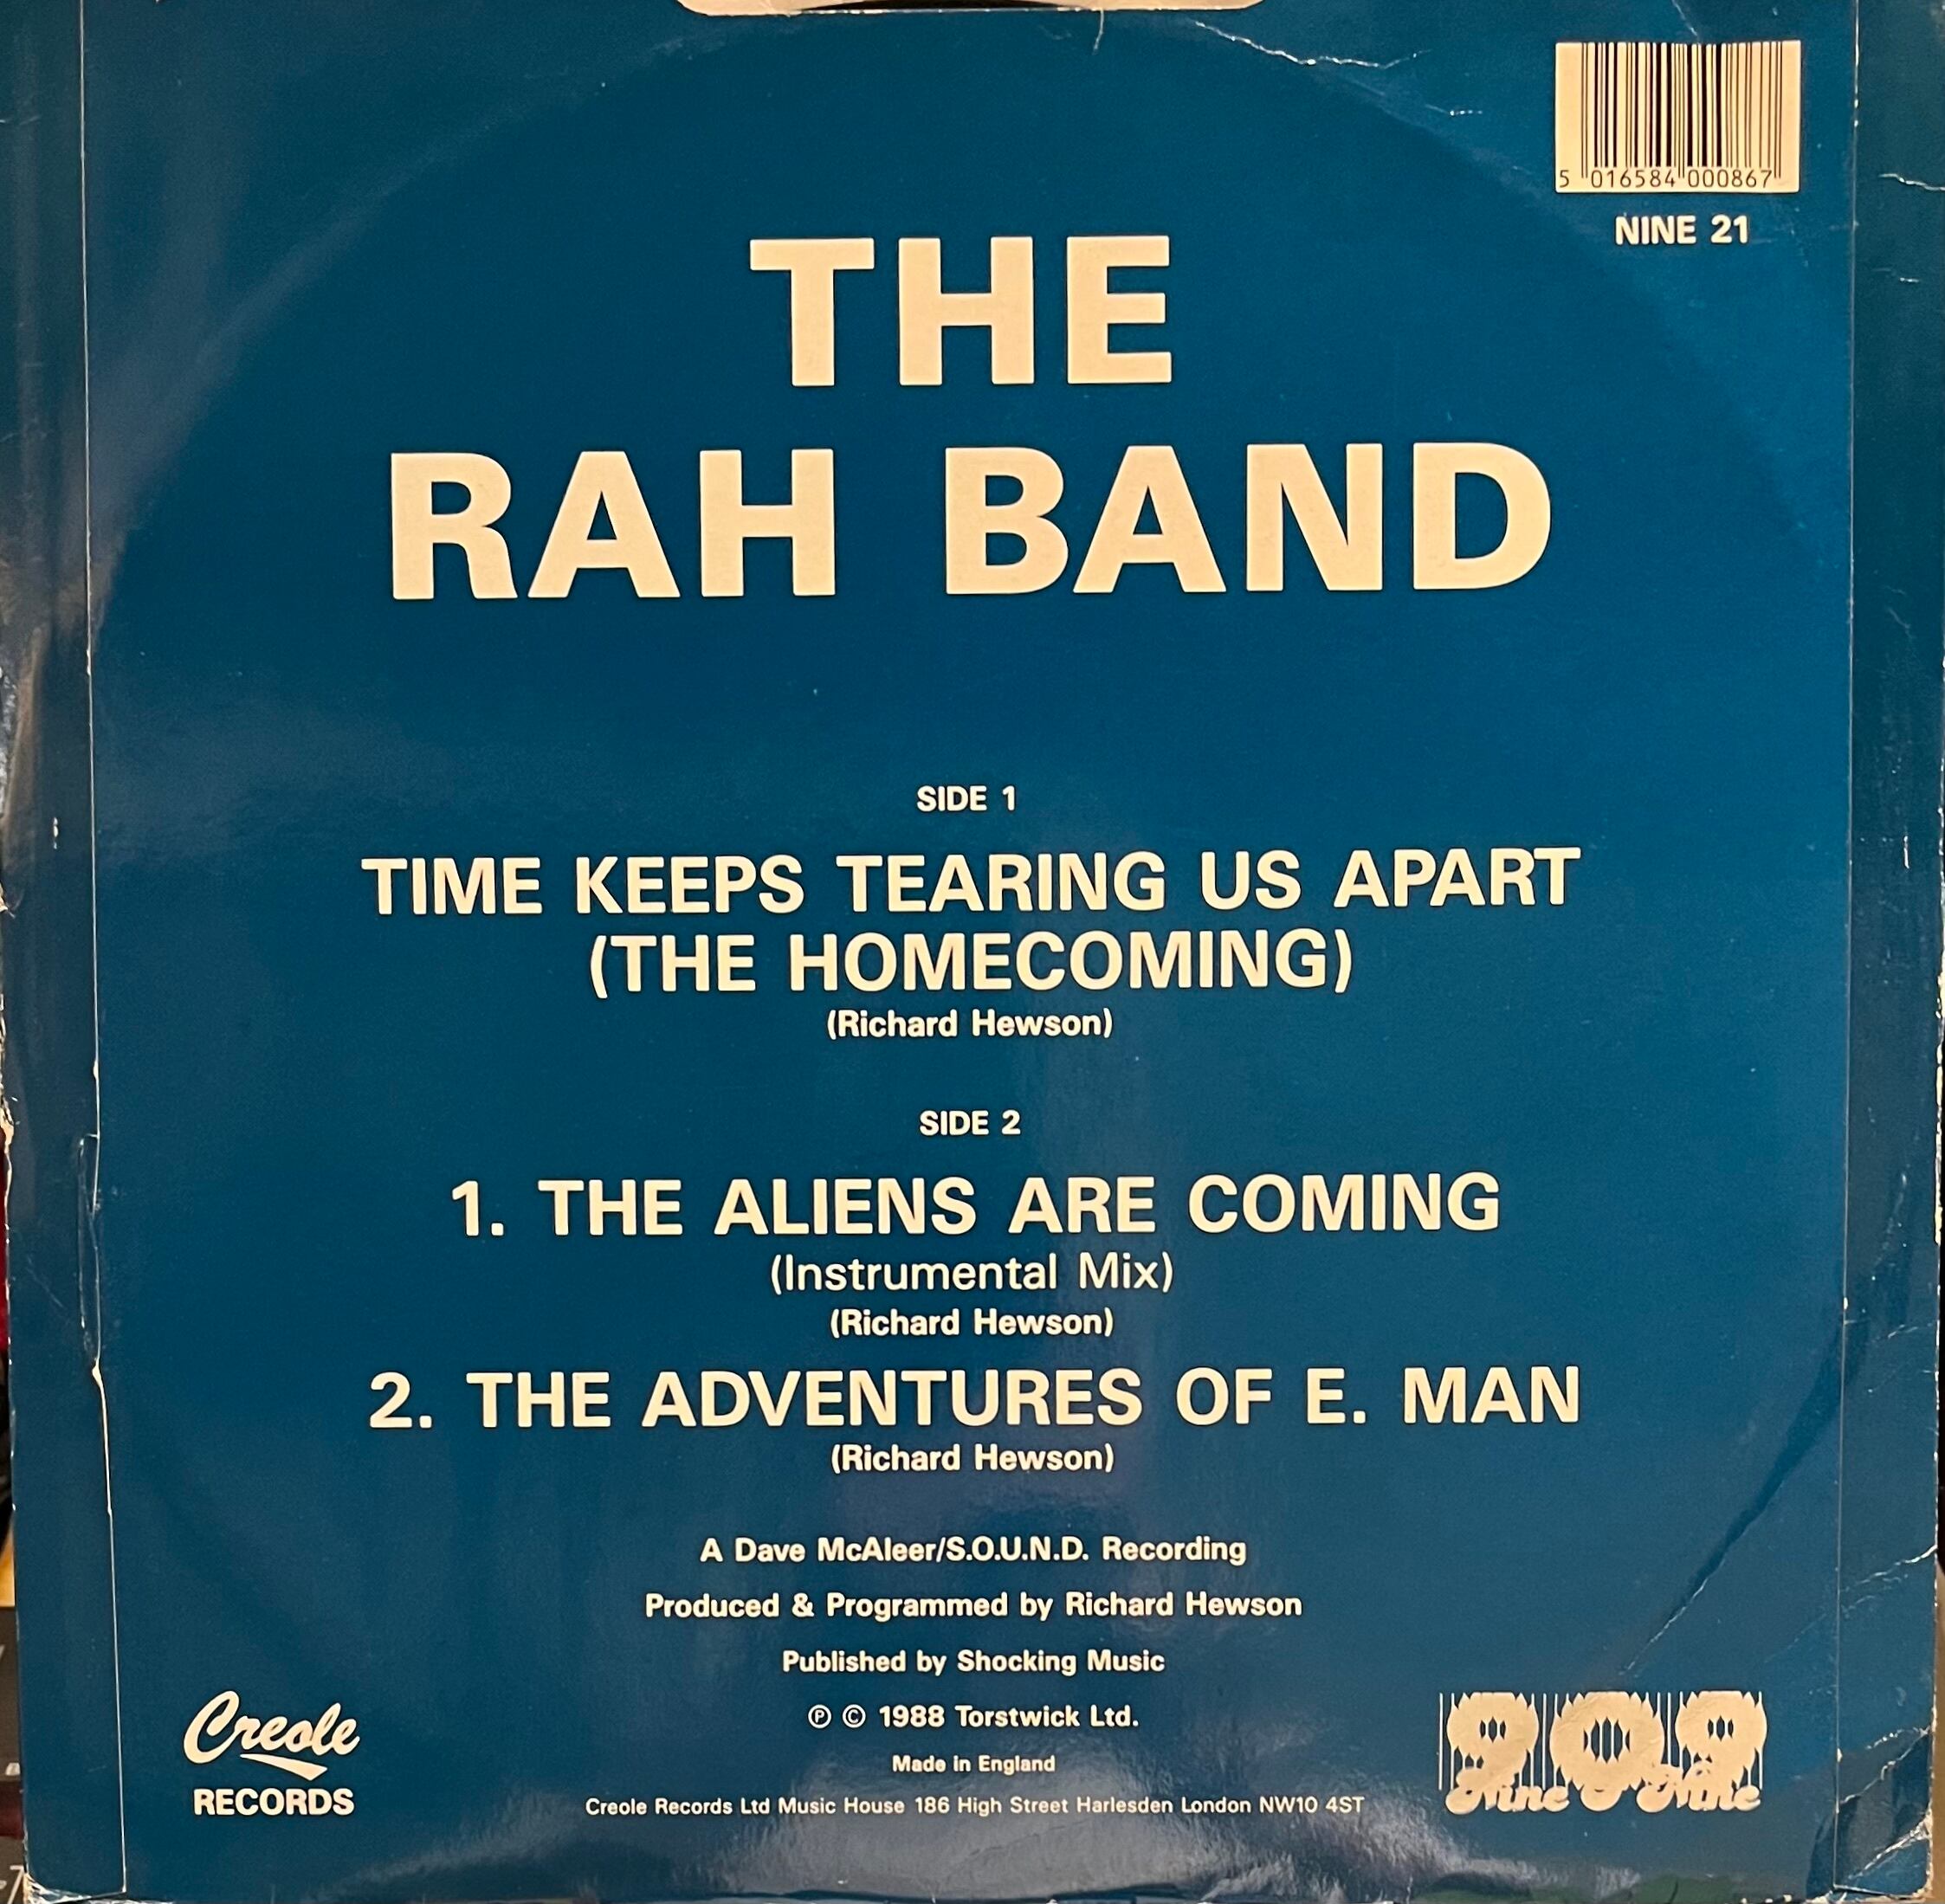 5 016584 000867
NINE 21
THE
RAH BAND
SIDE 1
TIME KEEPS TEARING US APART
(THE HOMECOMING)
(Richard Hewson)
SIDE 2
1. THE ALIENS ARE COMING
(Instrumental Mix)
(Richard Hewson)
2. THE ADVENTURES OF E. MAN
(Richard Hewson)
A Dave McAleer/S.O.U.N.D. Recording
Produced & Programmed by Richard Hewson
Published by Shocking Music
℗ © 1988 Torstwick Ltd.
Made in England
Creole Records Ltd Music House 186 High Street Harlesden London NW10 4ST
Creole
RECORDS
909
Nine O Nine